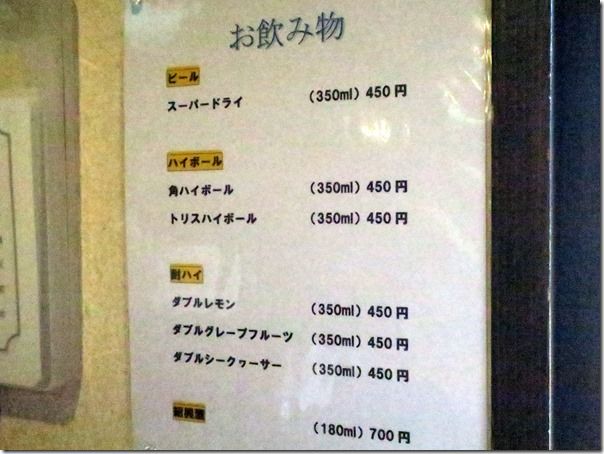 お飲み物
ビール
スーパードライ (350ml) 450円
ハイボール
角ハイボール (350ml) 450円
トリスハイボール (350ml) 450円
酎ハイ
ダブルレモン (350ml) 450円
ダブルグレープフルーツ (350ml) 450円
ダブルシークヮーサー (350ml) 450円
紹興酒 (180ml) 700円